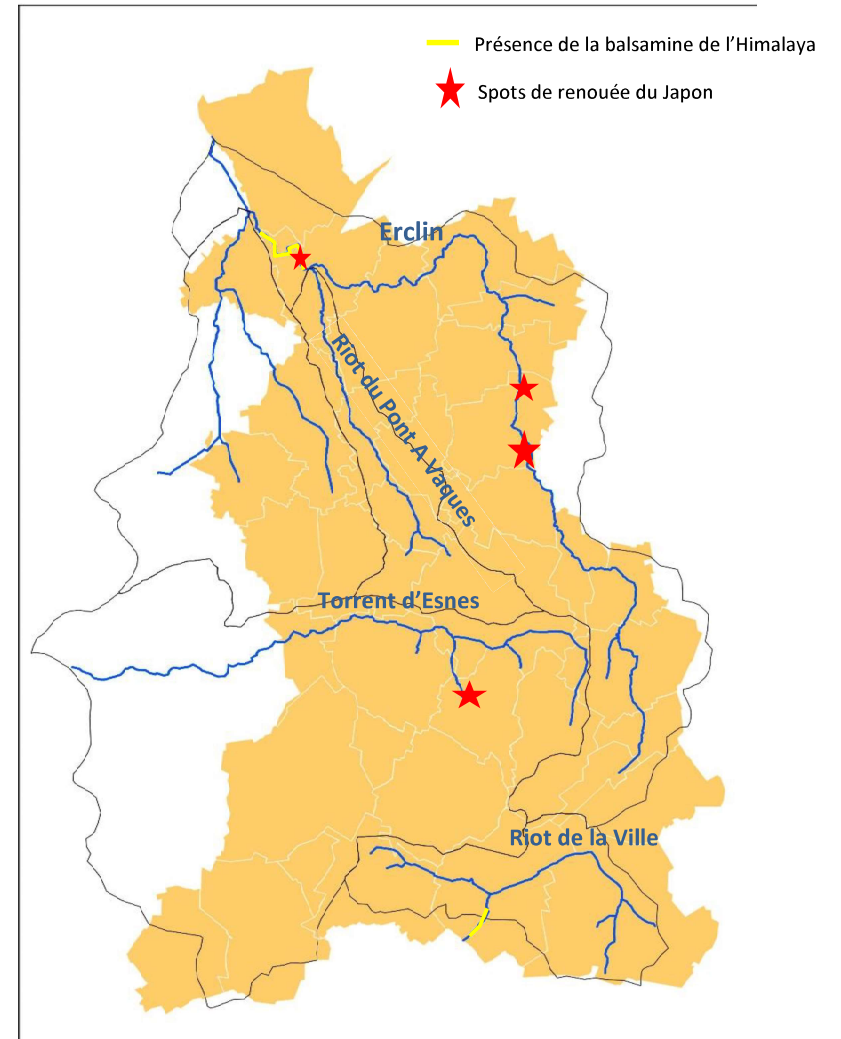 Présence de la balsamine de l’Himalaya
Spots de renouée du Japon
Erclin
Riot du Pont A Vaques
Torrent d’Esnes
Riot de la Ville